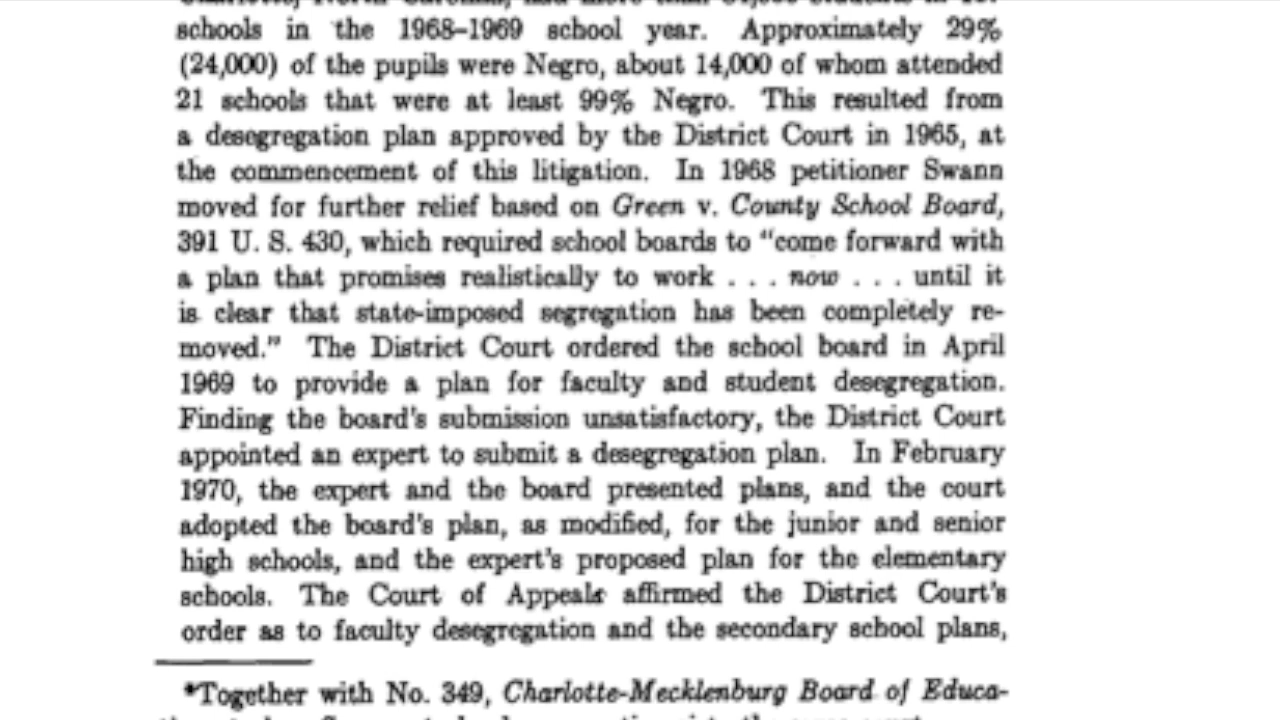 schools in the 1968–1969 school year. Approximately 29%
(24,000) of the pupils were Negro, about 14,000 of whom attended
21 schools that were at least 99% Negro. This resulted from
a desegregation plan approved by the District Court in 1965, at
the commencement of this litigation. In 1968 petitioner Swann
moved for further relief based on Green v. County School Board,
391 U. S. 430, which required school boards to "come forward with
a plan that promises realistically to work . . . now . . . until it
is clear that state-imposed segregation has been completely re-
moved." The District Court ordered the school board in April
1969 to provide a plan for faculty and student desegregation.
Finding the board's submission unsatisfactory, the District Court
appointed an expert to submit a desegregation plan. In February
1970, the expert and the board presented plans, and the court
adopted the board's plan, as modified, for the junior and senior
high schools, and the expert's proposed plan for the elementary
schools. The Court of Appeals affirmed the District Court's
order as to faculty desegregation and the secondary school plans,
*Together with No. 349, Charlotte-Mecklenburg Board of Educa-